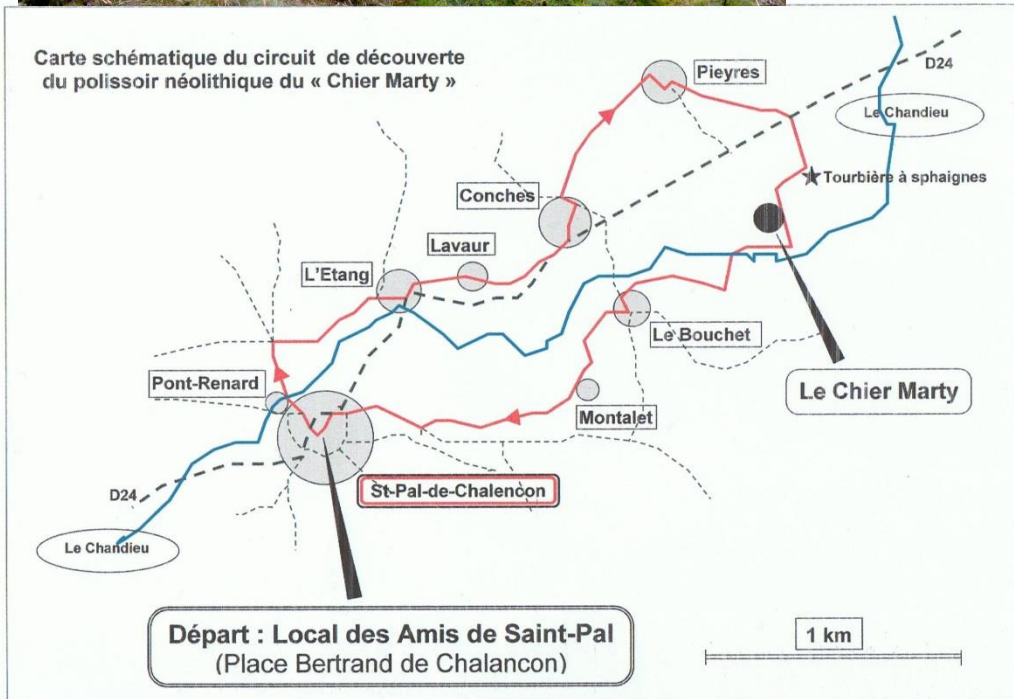 Carte schématique du circuit de découverte
du polissoir néolithique du « Chier Marty »
Pieyres
D24
Le Chandieu
Tourbière à sphaignes
Conches
Lavaur
L'Etang
Le Bouchet
Pont-Renard
Le Chier Marty
Montalet
D24
St-Pal-de-Chalencon
Le Chandieu
Départ : Local des Amis de Saint-Pal
(Place Bertrand de Chalancon)
1 km